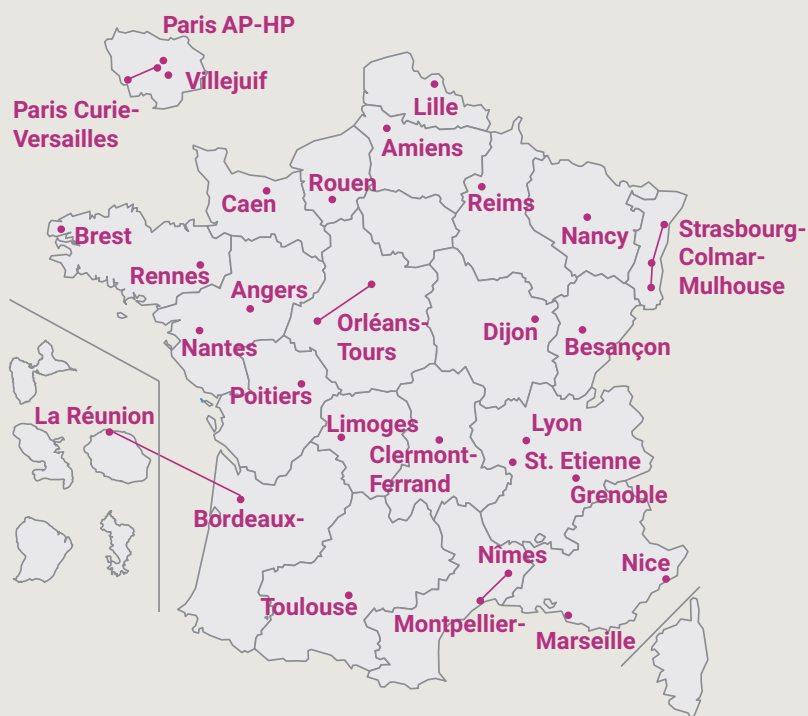 Paris AP-HP
Villejuif
Paris Curie-
Versailles
Lille
Amiens
Rouen
Caen
Reims
Nancy
Strasbourg-
Colmar-
Mulhouse
Brest
Rennes
Angers
Orléans-
Tours
Dijon
Besançon
Nantes
Poitiers
La Réunion
Limoges
Lyon
Clermont-
Ferrand
St. Etienne
Grenoble
Bordeaux-
Nîmes
Nice
Toulouse
Montpellier-
Marseille